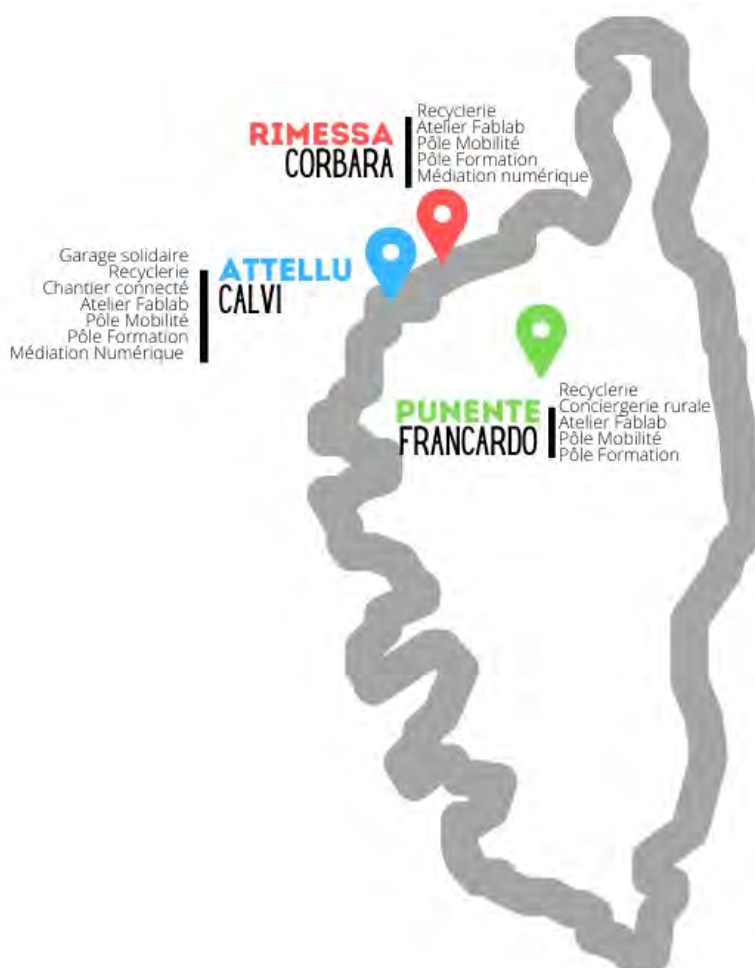 RIMESSA
CORBARA
Recyclerie
Atelier Fablab
Pôle Mobilité
Pôle Formation
Médiation numérique
Garage solidaire
Recyclerie
Chantier connecté
Atelier Fablab
Pôle Mobilité
Pôle Formation
Médiation Numérique
ATTELLU
CALVI
PUNENTE
FRANCARDO
Recyclerie
Conciergerie rurale
Atelier Fablab
Pôle Mobilité
Pôle Formation